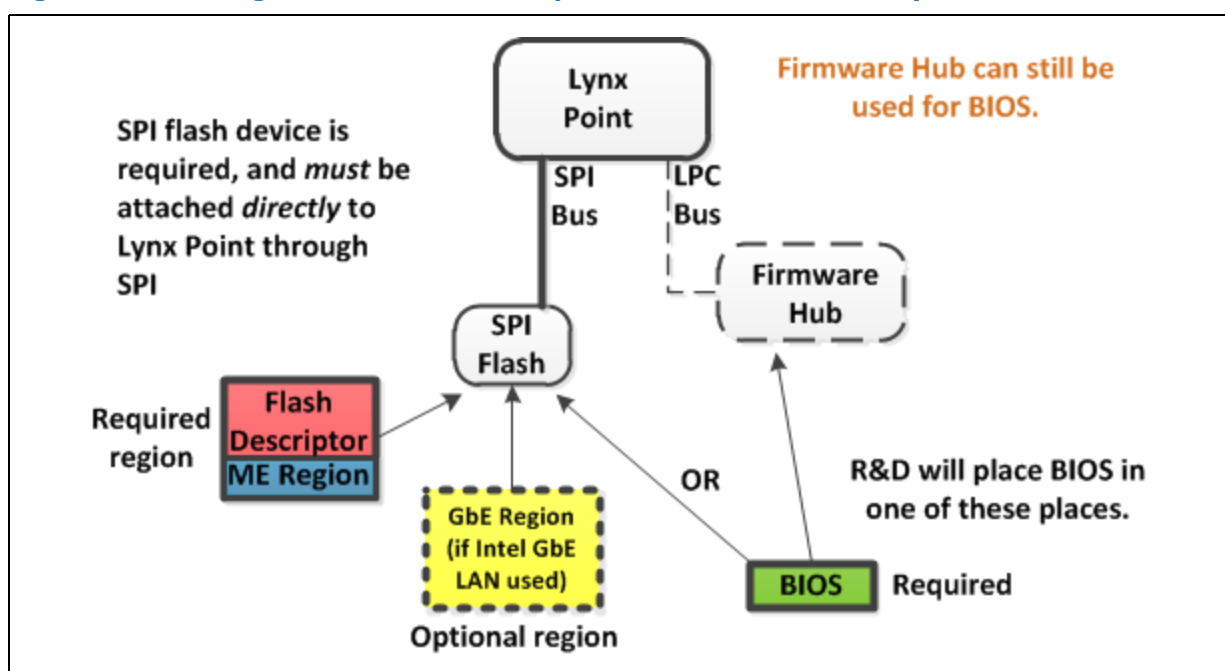 Lynx
Point
Firmware Hub can still be
used for BIOS.
SPI flash device is
required, and must be
attached directly to
Lynx Point through
SPI
SPI
Bus
LPC
Bus
Firmware
Hub
SPI
Flash
Required
region
Flash
Descriptor
ME Region
OR
R&D will place BIOS in
one of these places.
GbE Region
(if Intel GbE
LAN used)
Optional region
BIOS
Required